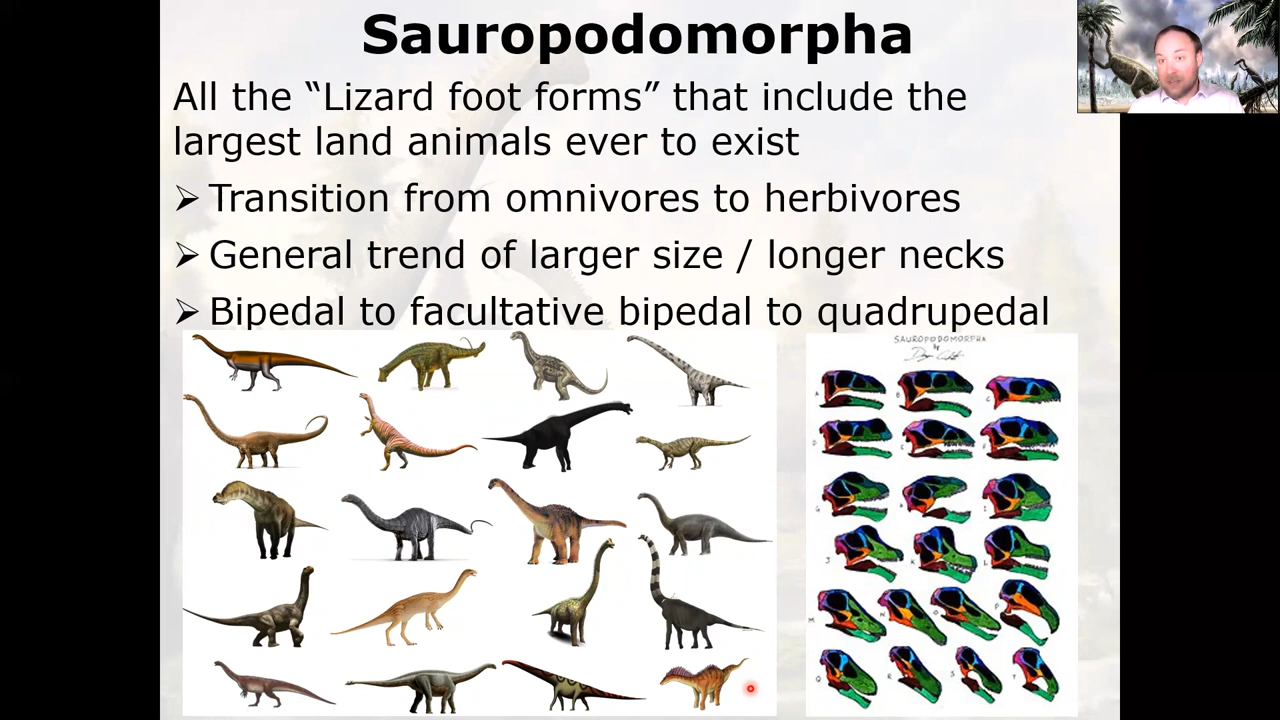 Sauropodomorpha
All the “Lizard foot forms” that include the
largest land animals ever to exist
➢ Transition from omnivores to herbivores
➢ General trend of larger size / longer necks
➢ Bipedal to facultative bipedal to quadrupedal
SAUROPODOMORPHA
by
A
B
C
D
J
K
L
M
N
O
P
Q
R
S
T